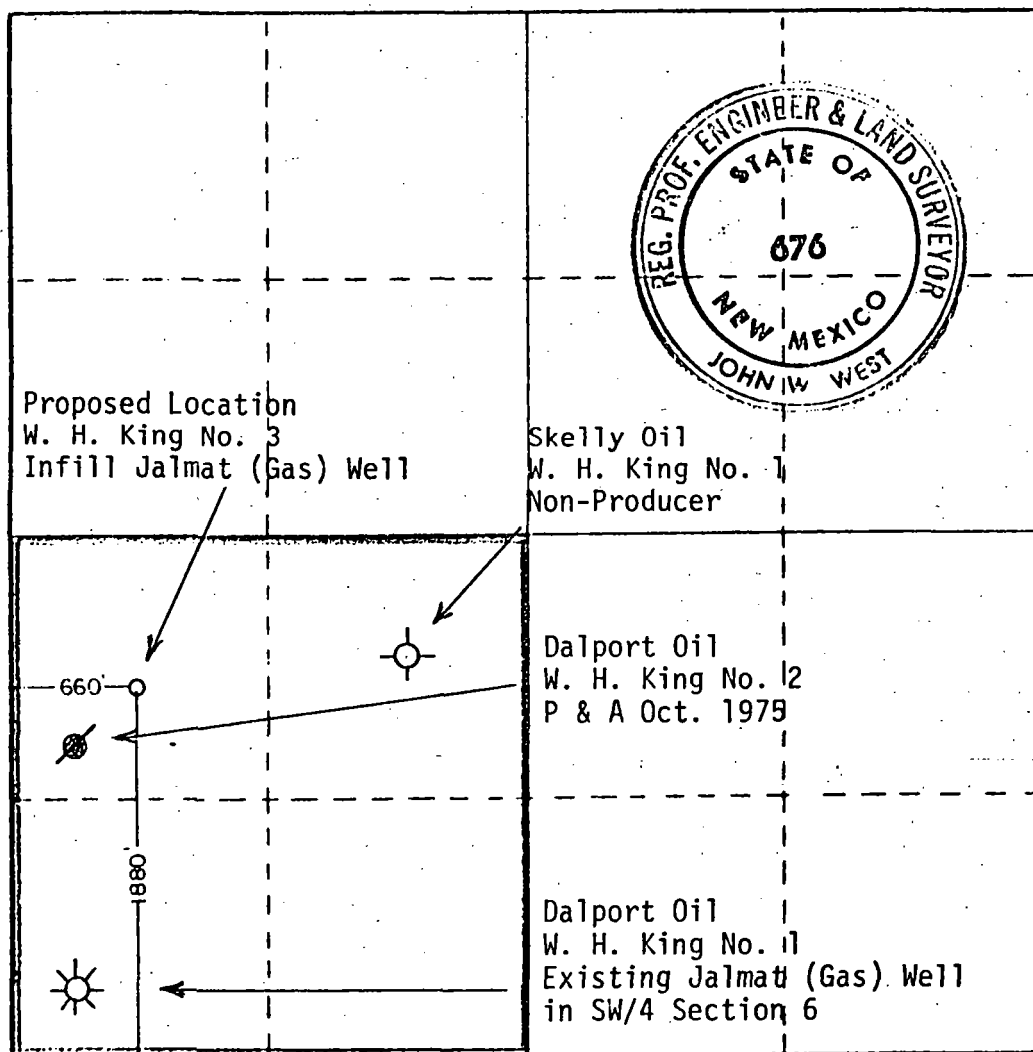 REG. PROF. ENGINEER & LAND SURVEYOR
STATE OF
676
NEW MEXICO
JOHN W WEST
Proposed Location
W. H. King No. 3
Infill Jalmat (Gas) Well
Skelly Oil
W. H. King No. 1
Non-Producer
660'
Dalport Oil
W. H. King No. 2
P & A Oct. 1975
1880'
Dalport Oil
W. H. King No. 1
Existing Jalmat (Gas) Well
in SW/4 Section 6